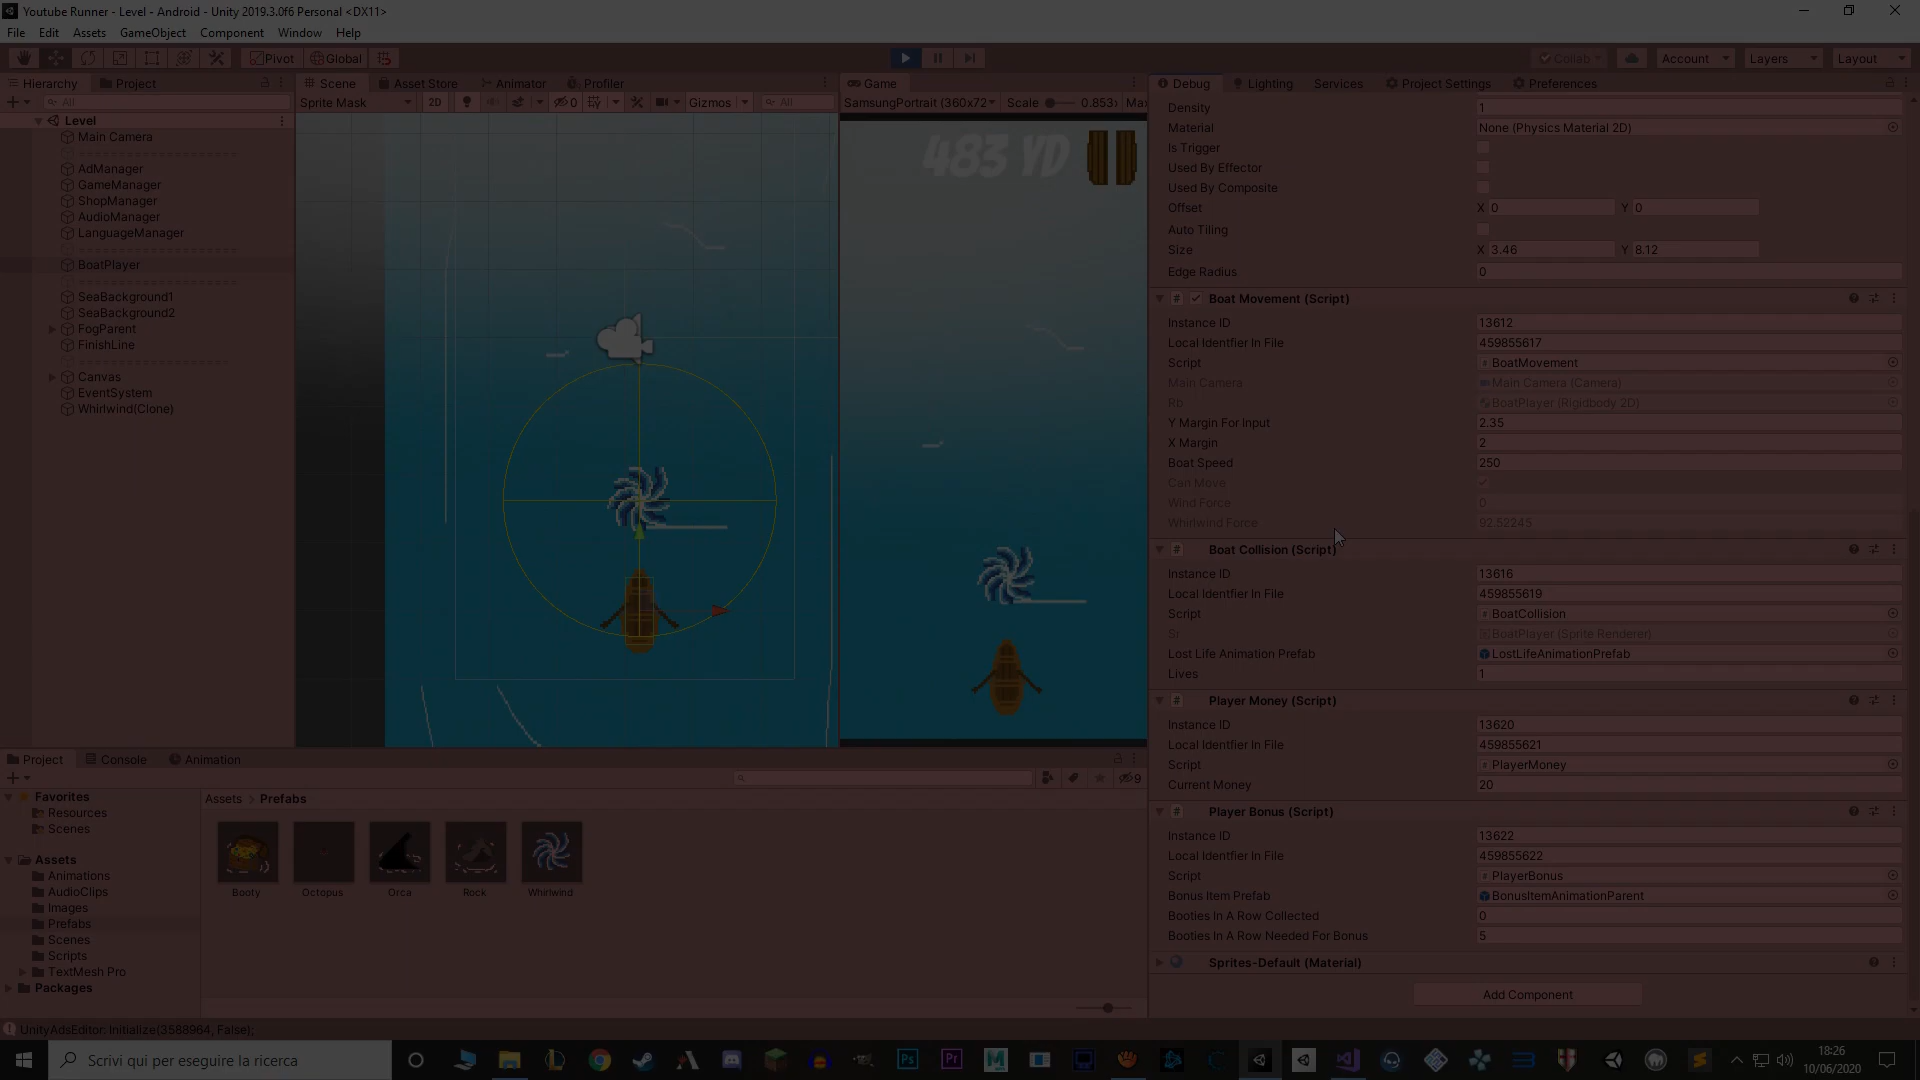 Youtube Runner - Level - Android - Unity 2019.3.0f6 Personal <DX11>
File Edit Assets GameObject Component Window Help
Pivot Global Collab Account Layers Layout
Hierarchy Project Scene Asset Store Animator Profiler Game Debug Lighting Services Project Settings Preferences
All Sprite Mask 2D 0 Gizmos All SamsungPortrait (360x72 Scale 0.853x Max
Level
Main Camera
====================
AdManager
GameManager
ShopManager
AudioManager
LanguageManager
====================
BoatPlayer
====================
SeaBackground1
SeaBackground2
FogParent
FinishLine
Canvas
EventSystem
Whirlwind(Clone)
483 YD
Density 1
Material None (Physics Material 2D)
Is Trigger
Used By Effector
Used By Composite
Offset X 0 Y 0
Auto Tiling
Size X 3.46 Y 8.12
Edge Radius 0
# Boat Movement (Script)
Instance ID 13612
Local Identfier In File 459855617
Script BoatMovement
Main Camera Main Camera (Camera)
Rb BoatPlayer (Rigidbody 2D)
Y Margin For Input 2.35
X Margin 2
Boat Speed 250
Can Move
Wind Force 0
Whirlwind Force 92.52245
# Boat Collision (Script)
Instance ID 13616
Local Identfier In File 459855619
Script BoatCollision
Sr BoatPlayer (Sprite Renderer)
Lost Life Animation Prefab LostLifeAnimationPrefab
Lives 1
# Player Money (Script)
Instance ID 13620
Local Identfier In File 459855621
Script PlayerMoney
Current Money 20
# Player Bonus (Script)
Instance ID 13622
Local Identfier In File 459855622
Script PlayerBonus
Bonus Item Prefab BonusItemAnimationParent
Booties In A Row Collected 0
Booties In A Row Needed For Bonus 5
Sprites-Default (Material)
Add Component
Project Console Animation
9
Favorites
Resources
Scenes
Assets
Animations
AudioClips
Images
Prefabs
Scenes
Scripts
TextMesh Pro
Packages
Assets > Prefabs
Booty Octopus Orca Rock Whirlwind
UnityAdsEditor: Initialize(3588964, False);
Scrivi qui per eseguire la ricerca
Ps Pr M
18:26
10/06/2020